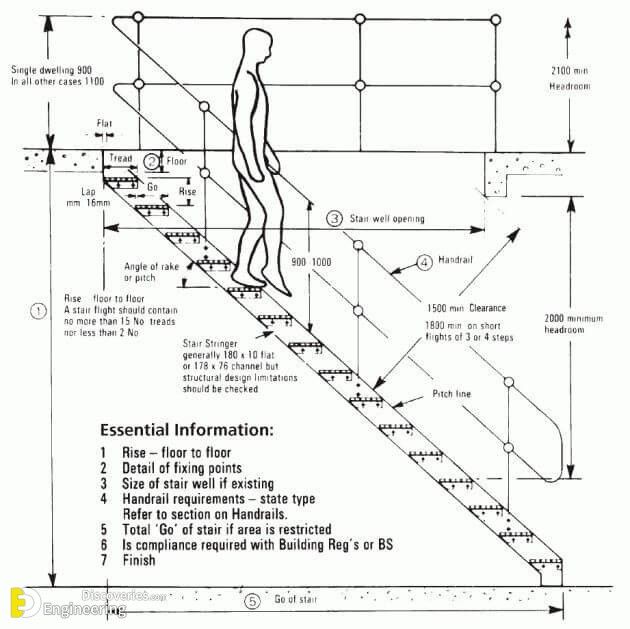 Single dwelling 900
In all other cases 1100
2100 min
Headroom
Flat
Tread
2
Floor
Go
Rise
Lap
mm 16mm
3 Stair well opening
Angle of rake
or pitch
900 1000
4 Handrail
1
Rise floor to floor
A stair flight should contain
no more than 15 No treads
nor less than 2 No
1500 min Clearance
1800 min on short
flights of 3 or 4 steps
2000 minimum
headroom
Stair Stringer
generally 180 x 10 flat
or 178 x 76 channel but
structural design limitations
should be checked
Pitch line
Essential Information:
1 Rise – floor to floor
2 Detail of fixing points
3 Size of stair well if existing
4 Handrail requirements – state type
Refer to section on Handrails.
5 Total 'Go' of stair if area is restricted
6 Is compliance required with Building Reg's or BS
7 Finish
5 Go of stair
Discoveries.com
Engineering